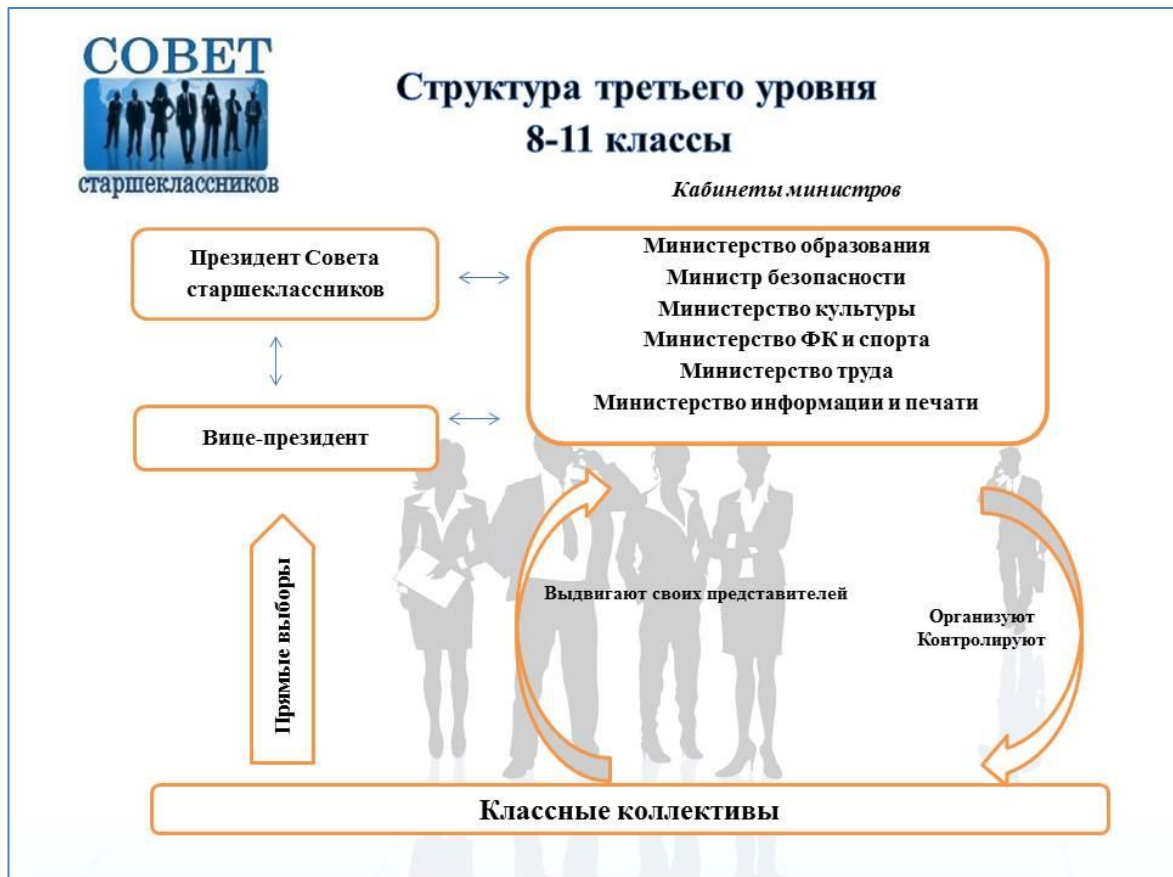 СОВЕТ
старшеклассников
Структура третьего уровня
8-11 классы
Кабинеты министров
Президент Совета
старшеклассников
Министерство образования
Министр безопасности
Министерство культуры
Министерство ФК и спорта
Министерство труда
Министерство информации и печати
Вице-президент
Прямые выборы
Выдвигают своих представителей
Организуют
Контролируют
Классные коллективы